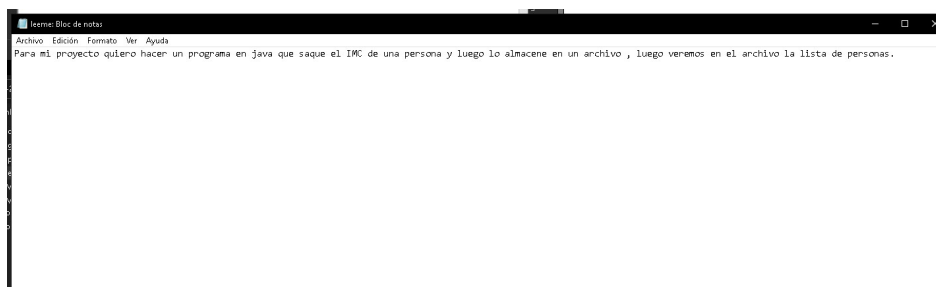 leeme: Bloc de notas
Archivo Edición Formato Ver Ayuda
Para mi proyecto quiero hacer un programa en java que saque el IMC de una persona y luego lo almacene en un archivo , luego veremos en el archivo la lista de personas.